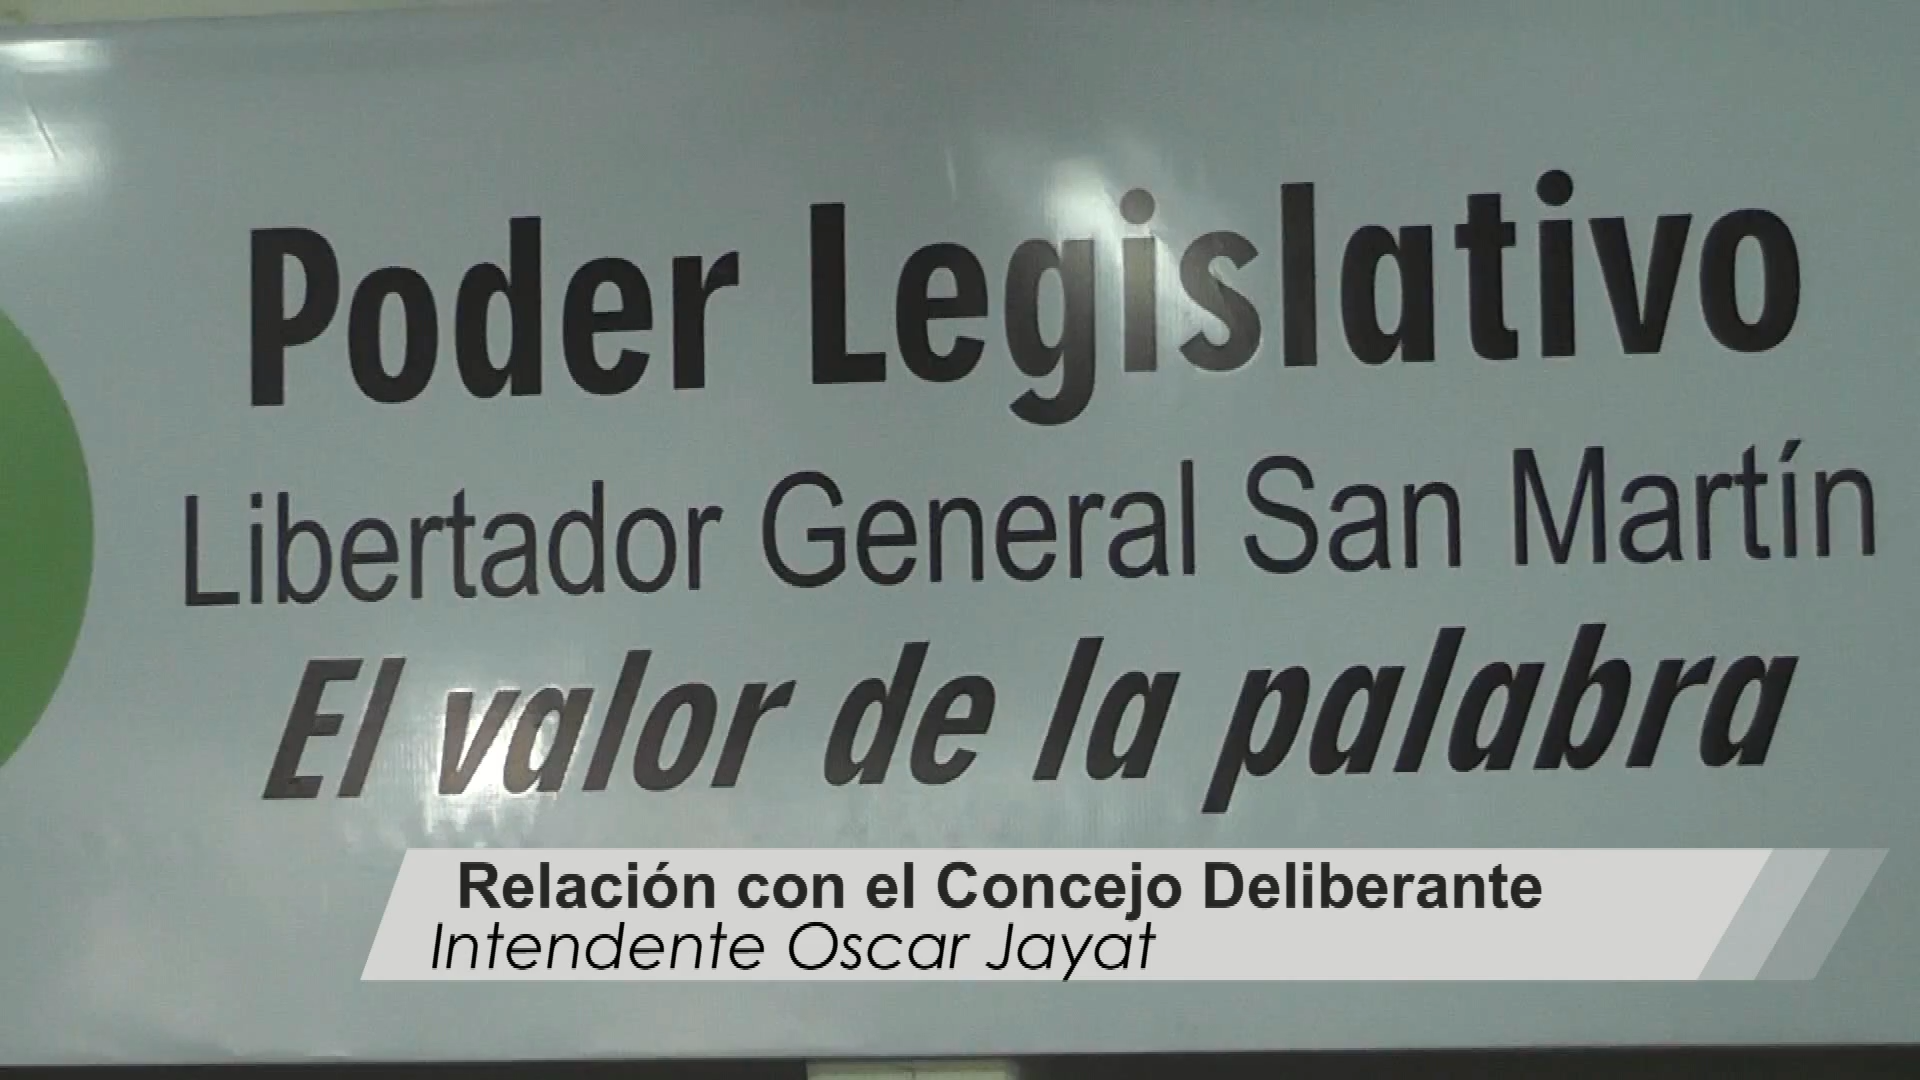 Poder Legislativo
Libertador General San Martín
El valor de la palabra
Relación con el Concejo Deliberante
Intendente Oscar Jayat